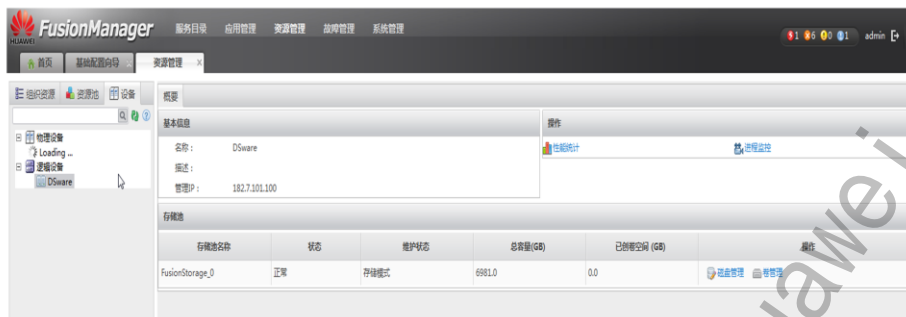 HUAWEI FusionManager 服务目录 应用管理 资源管理 故障管理 系统管理 1 6 0 1 admin
首页 基础配置向导 × 资源管理 ×
组织资源 资源池 设备 概要
基本信息 操作
物理设备
Loading ...
逻辑设备
DSware
名称： DSware 性能统计 进程监控
描述：
管理IP： 182.7.101.100
存储池
存储池名称 状态 维护状态 总容量(GB) 已创卷空间 (GB) 操作
FusionStorage_0 正常 存储模式 6981.0 0.0 磁盘管理 卷管理